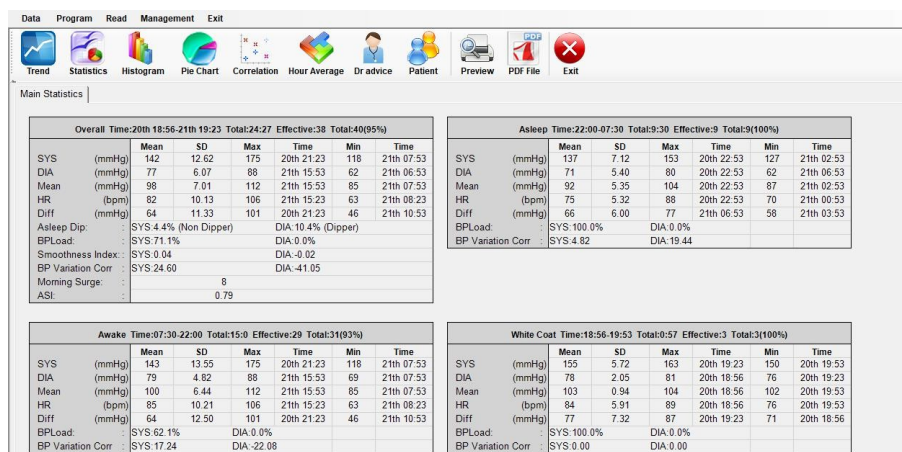 Data Program Read Management Exit
Trend Statistics Histogram Pie Chart Correlation Hour Average Dr advice Patient Preview PDF File Exit
Main Statistics
Overall Time:20th 18:56-21th 19:23 Total:24:27 Effective:38 Total:40(95%)
Mean SD Max Time Min Time
SYS (mmHg) 142 12.62 175 20th 21:23 118 21th 07:53
DIA (mmHg) 77 6.07 88 21th 15:53 62 21th 06:53
Mean (mmHg) 98 7.01 112 21th 15:53 85 21th 07:53
HR (bpm) 82 10.13 106 21th 15:23 63 21th 08:23
Diff (mmHg) 64 11.33 101 20th 21:23 46 21th 10:53
Asleep Dip: : SYS:4.4% (Non Dipper) DIA:10.4% (Dipper)
BPLoad: : SYS:71.1% DIA:0.0%
Smoothness Index: : SYS:0.04 DIA:-0.02
BP Variation Corr : SYS:24.60 DIA:-41.05
Morning Surge: : 8
ASI: : 0.79
Asleep Time:22:00-07:30 Total:9:30 Effective:9 Total:9(100%)
Mean SD Max Time Min Time
SYS (mmHg) 137 7.12 153 20th 22:53 127 21th 02:53
DIA (mmHg) 71 5.40 80 20th 22:53 62 21th 06:53
Mean (mmHg) 92 5.35 104 20th 22:53 87 21th 02:53
HR (bpm) 75 5.32 88 20th 22:53 70 21th 00:53
Diff (mmHg) 66 6.00 77 21th 06:53 58 21th 03:53
BPLoad: : SYS:100.0% DIA:0.0%
BP Variation Corr : SYS:4.82 DIA:19.44
Awake Time:07:30-22:00 Total:15:0 Effective:29 Total:31(93%)
Mean SD Max Time Min Time
SYS (mmHg) 143 13.55 175 20th 21:23 118 21th 07:53
DIA (mmHg) 79 4.82 88 21th 15:53 69 21th 07:53
Mean (mmHg) 100 6.44 112 21th 15:53 85 21th 07:53
HR (bpm) 85 10.21 106 21th 15:23 63 21th 08:23
Diff (mmHg) 64 12.50 101 20th 21:23 46 21th 10:53
BPLoad: : SYS:62.1% DIA:0.0%
BP Variation Corr : SYS:17.24 DIA:-22.08
White Coat Time:18:56-19:53 Total:0:57 Effective:3 Total:3(100%)
Mean SD Max Time Min Time
SYS (mmHg) 155 5.72 163 20th 19:23 150 20th 19:53
DIA (mmHg) 78 2.05 81 20th 18:56 76 20th 19:23
Mean (mmHg) 103 0.94 104 20th 18:56 102 20th 19:53
HR (bpm) 84 5.91 89 20th 18:56 76 20th 19:53
Diff (mmHg) 77 7.32 87 20th 19:23 71 20th 18:56
BPLoad: : SYS:100.0% DIA:0.0%
BP Variation Corr : SYS:0.00 DIA:0.00